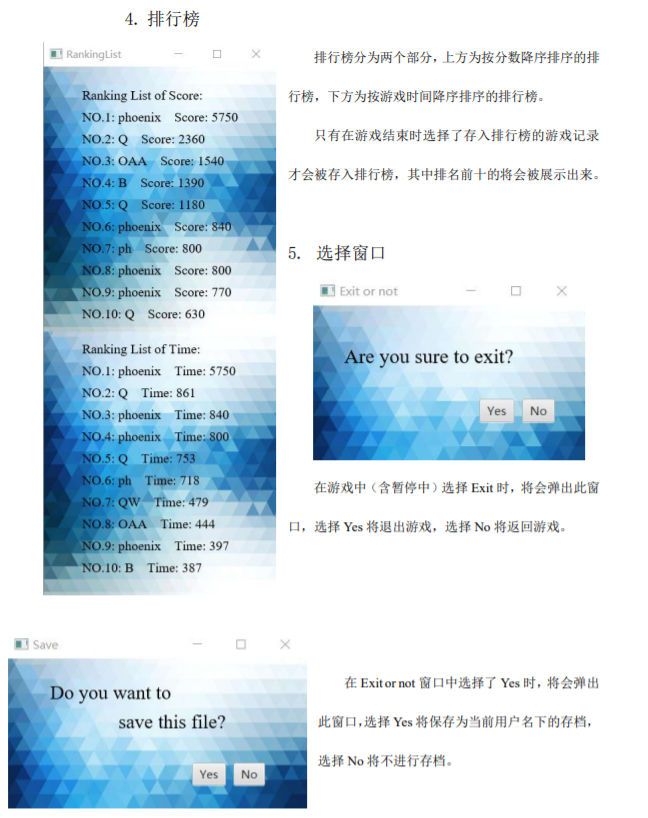 4. 排行榜
RankingList
Ranking List of Score:
NO.1: phoenix Score: 5750
NO.2: Q Score: 2360
NO.3: OAA Score: 1540
NO.4: B Score: 1390
NO.5: Q Score: 1180
NO.6: phoenix Score: 840
NO.7: ph Score: 800
NO.8: phoenix Score: 800
NO.9: phoenix Score: 770
NO.10: Q Score: 630
Ranking List of Time:
NO.1: phoenix Time: 5750
NO.2: Q Time: 861
NO.3: phoenix Time: 840
NO.4: phoenix Time: 800
NO.5: Q Time: 753
NO.6: ph Time: 718
NO.7: QW Time: 479
NO.8: OAA Time: 444
NO.9: phoenix Time: 397
NO.10: B Time: 387
排行榜分为两个部分，上方为按分数降序排序的排
行榜，下方为按游戏时间降序排序的排行榜。
只有在游戏结束时选择了存入排行榜的游戏记录
才会被存入排行榜，其中排名前十的将会被展示出来。
5. 选择窗口
Exit or not
Are you sure to exit?
Yes No
在游戏中（含暂停中）选择 Exit 时，将会弹出此窗
口，选择 Yes 将退出游戏，选择 No 将返回游戏。
Save
Do you want to
save this file?
Yes No
在 Exit or not 窗口中选择了 Yes 时，将会弹出
此窗口，选择 Yes 将保存为当前用户名下的存档，
选择 No 将不进行存档。